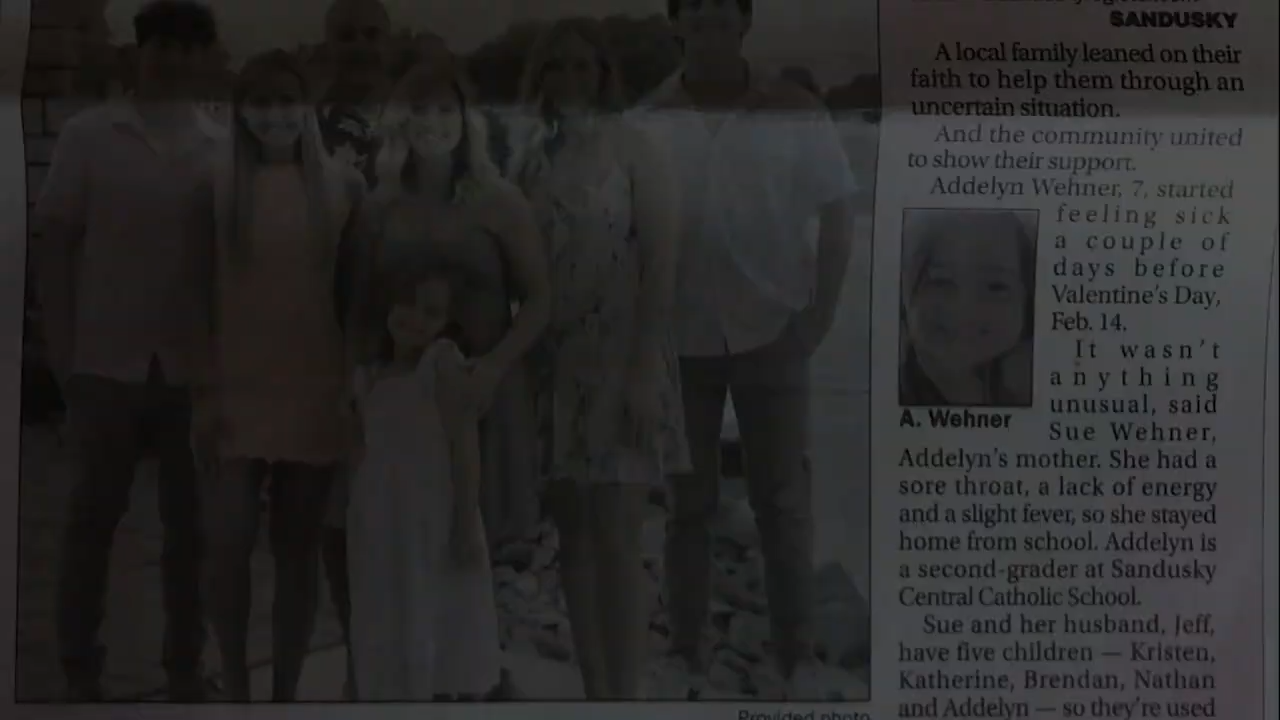 SANDUSKY
A local family leaned on their
faith to help them through an
uncertain situation.
And the community united
to show their support.
Addelyn Wehner, 7, started
feeling sick
a couple of
days before
Valentine's Day,
Feb. 14.
It wasn't
anything
unusual, said
Sue Wehner,
Addelyn's mother. She had a
sore throat, a lack of energy
and a slight fever, so she stayed
home from school. Addelyn is
a second-grader at Sandusky
Central Catholic School.
Sue and her husband, Jeff,
have five children — Kristen,
Katherine, Brendan, Nathan
and Addelyn — so they're used
A. Wehner
Provided photo